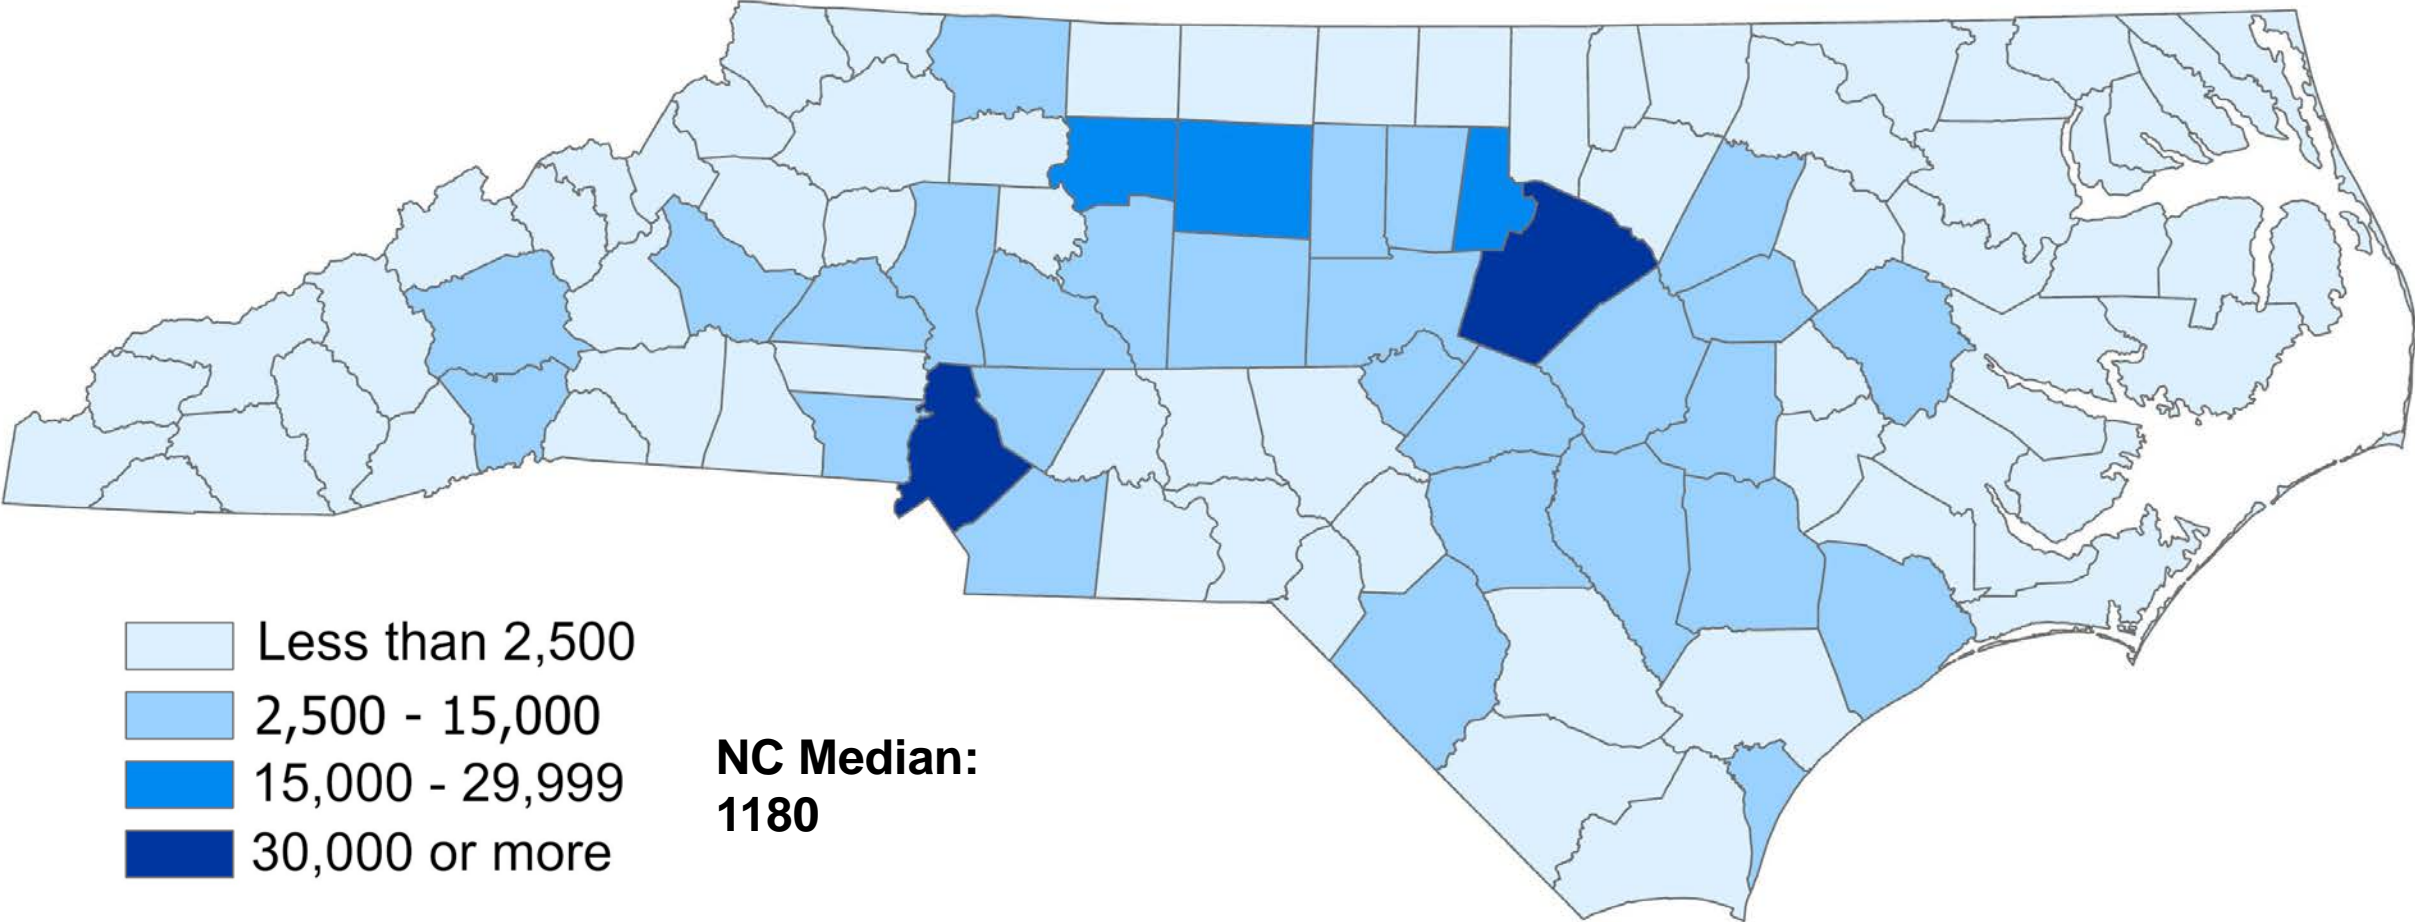 Less than 2,500
2,500 - 15,000
15,000 - 29,999
30,000 or more
NC Median:
1180